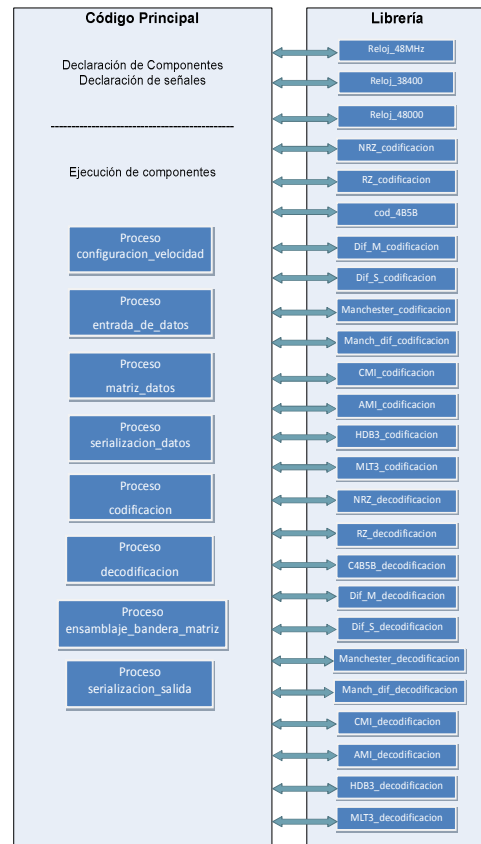 Código Principal
Declaración de Componentes
Declaración de señales
Ejecución de componentes
Proceso
configuracion_velocidad
Proceso
entrada_de_datos
Proceso
matriz_datos
Proceso
serializacion_datos
Proceso
codificacion
Proceso
decodificacion
Proceso
ensamblaje_bandera_matriz
Proceso
serializacion_salida
Librería
Reloj_48MHz
Reloj_38400
Reloj_48000
NRZ_codificacion
RZ_codificacion
cod_4B5B
Dif_M_codificacion
Dif_S_codificacion
Manchester_codificacion
Manch_dif_codificacion
CMI_codificacion
AMI_codificacion
HDB3_codificacion
MLT3_codificacion
NRZ_decodificacion
RZ_decodificacion
C4B5B_decodificacion
Dif_M_decodificacion
Dif_S_decodificacion
Manchester_decodificacion
Manch_dif_decodificacion
CMI_decodificacion
AMI_decodificacion
HDB3_decodificacion
MLT3_decodificacion